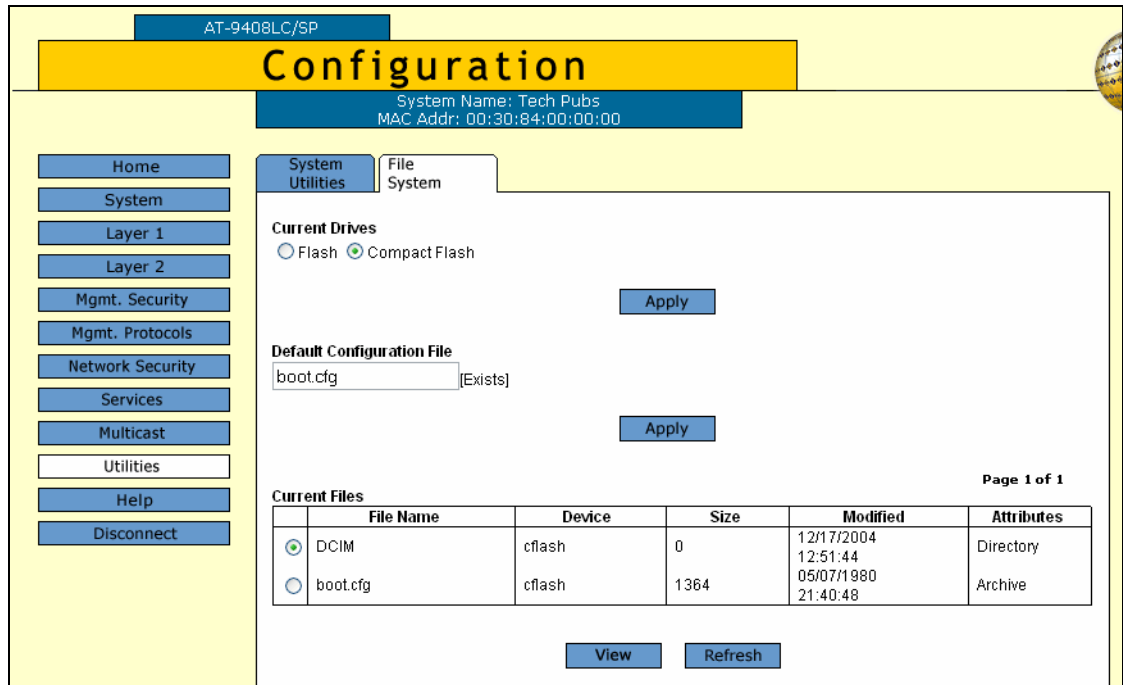 AT-9408LC/SP
Configuration
System Name: Tech Pubs
MAC Addr: 00:30:84:00:00:00
Home
System
Layer 1
Layer 2
Mgmt. Security
Mgmt. Protocols
Network Security
Services
Multicast
Utilities
Help
Disconnect
System Utilities
File System
Current Drives
Flash Compact Flash
Apply
Default Configuration File
boot.cfg [Exists]
Apply
Page 1 of 1
Current Files
File Name Device Size Modified Attributes
DCIM cflash 0 12/17/2004 12:51:44 Directory
boot.cfg cflash 1364 05/07/1980 21:40:48 Archive
View Refresh